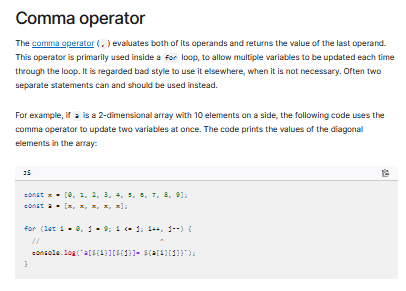 Comma operator
The comma operator (,) evaluates both of its operands and returns the value of the last operand.
This operator is primarily used inside a for loop, to allow multiple variables to be updated each time
through the loop. It is regarded bad style to use it elsewhere, when it is not necessary. Often two
separate statements can and should be used instead.
For example, if a is a 2-dimensional array with 10 elements on a side, the following code uses the
comma operator to update two variables at once. The code prints the values of the diagonal
elements in the array:
JS
const x = [0, 1, 2, 3, 4, 5, 6, 7, 8, 9];
const a = [x, x, x, x, x];
for (let i = 0, j = 9; i <= j; i++, j--) {
// ^
console.log(`a[${i}][${j}]= ${a[i][j]}`);
}